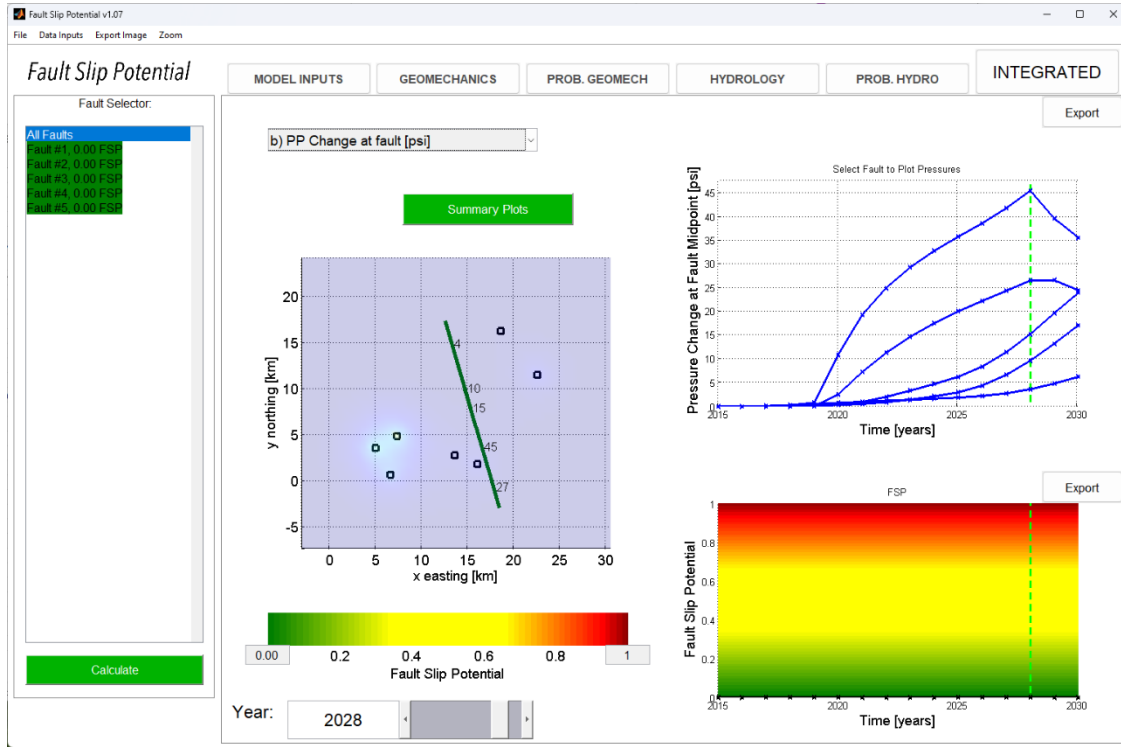 Fault Slip Potential v1.07
File Data Inputs Export Image Zoom
Fault Slip Potential
MODEL INPUTS GEOMECHANICS PROB. GEOMECH HYDROLOGY PROB. HYDRO INTEGRATED
Fault Selector:
All Faults
Fault #1, 0.00 FSP
Fault #2, 0.00 FSP
Fault #3, 0.00 FSP
Fault #4, 0.00 FSP
Fault #5, 0.00 FSP
Calculate
Export
b) PP Change at fault [psi]
Summary Plots
20
15
10
5
0
-5
y northing [km]
4
10
15
45
27
0 5 10 15 20 25 30
x easting [km]
0.00 0.2 0.4 0.6 0.8 1
Fault Slip Potential
Year: 2028
Select Fault to Plot Pressures
Pressure Change at Fault Midpoint [psi]
45
40
35
30
25
20
15
10
5
0
2015 2020 2025 2030
Time [years]
Export
FSP
Fault Slip Potential
1
0.8
0.6
0.4
0.2
0
2015 2020 2025 2030
Time [years]